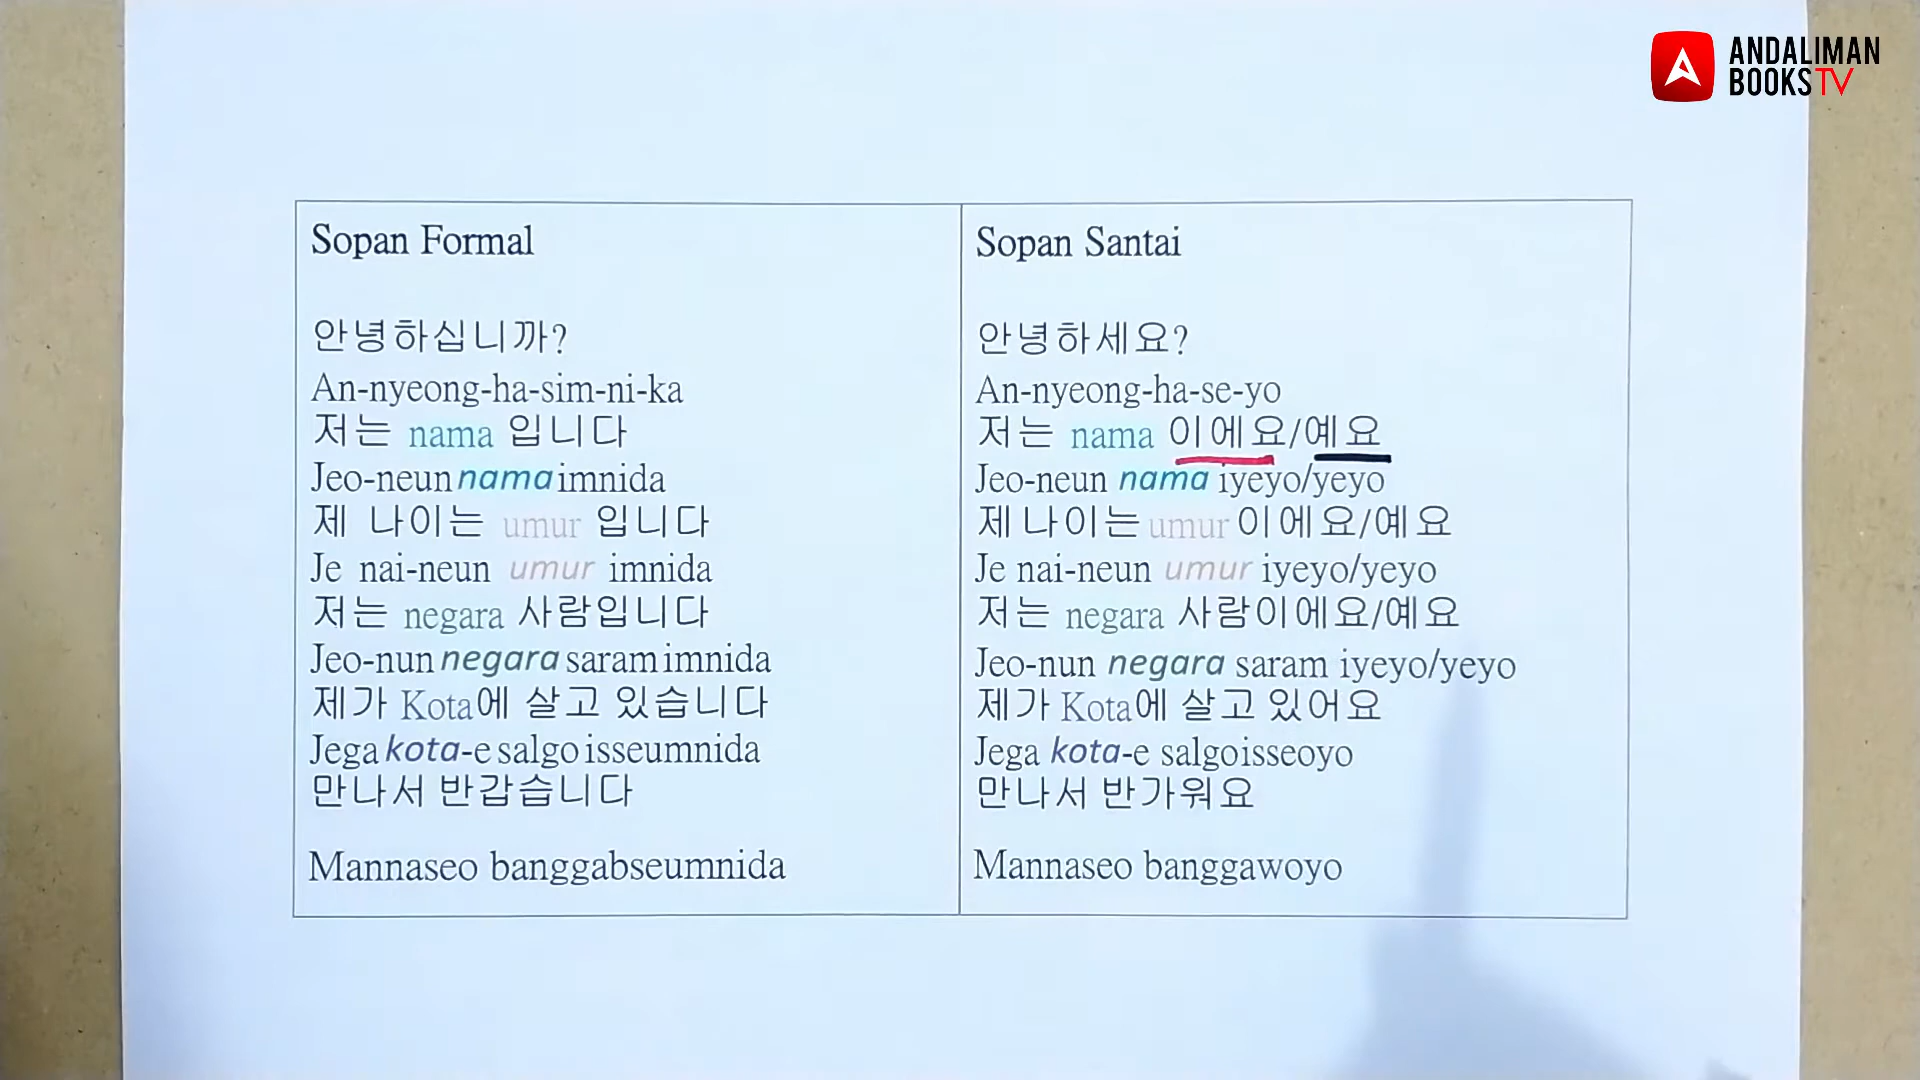 ANDALIMAN
BOOKSTV
Sopan Formal
안녕하십니까?
An-nyeong-ha-sim-ni-ka
저는 nama 입니다
Jeo-neun nama imnida
제 나이는 umur 입니다
Je nai-neun umur imnida
저는 negara 사람입니다
Jeo-nun negara saram imnida
제가 Kota에 살고 있습니다
Jega kota-e salgo isseumnida
만나서 반갑습니다
Mannaseo banggabseumnida
Sopan Santai
안녕하세요?
An-nyeong-ha-se-yo
저는 nama 이에요/예요
Jeo-neun nama iyeyo/yeyo
제 나이는 umur 이에요/예요
Je nai-neun umur iyeyo/yeyo
저는 negara 사람이에요/예요
Jeo-nun negara saram iyeyo/yeyo
제가 Kota에 살고 있어요
Jega kota-e salgoisseoyo
만나서 반가워요
Mannaseo banggawoyo